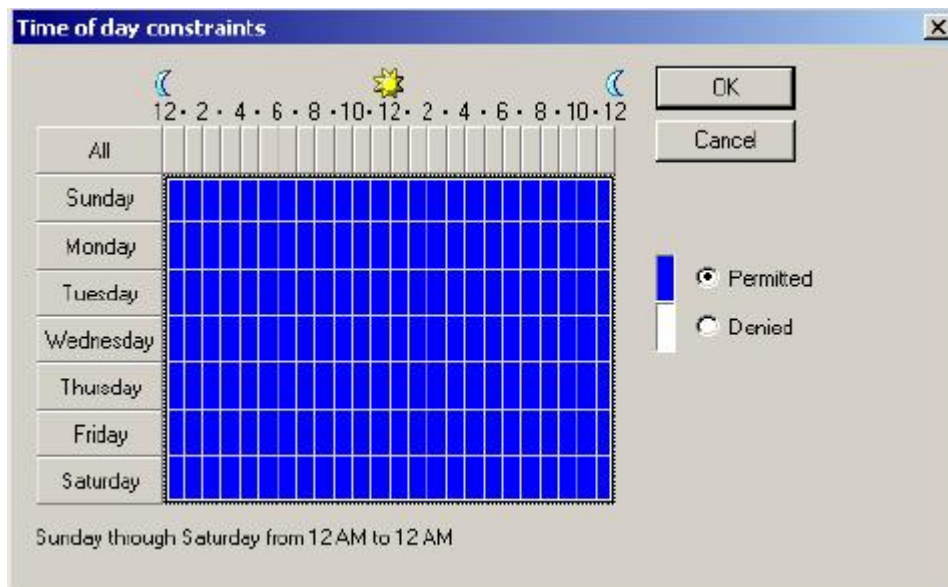 Time of day constraints
12 · 2 · 4 · 6 · 8 · 10 · 12 · 2 · 4 · 6 · 8 · 10 · 12
OK
All
Cancel
Sunday
Monday
Tuesday
Permitted
Wednesday
Denied
Thursday
Friday
Saturday
Sunday through Saturday from 12 AM to 12 AM